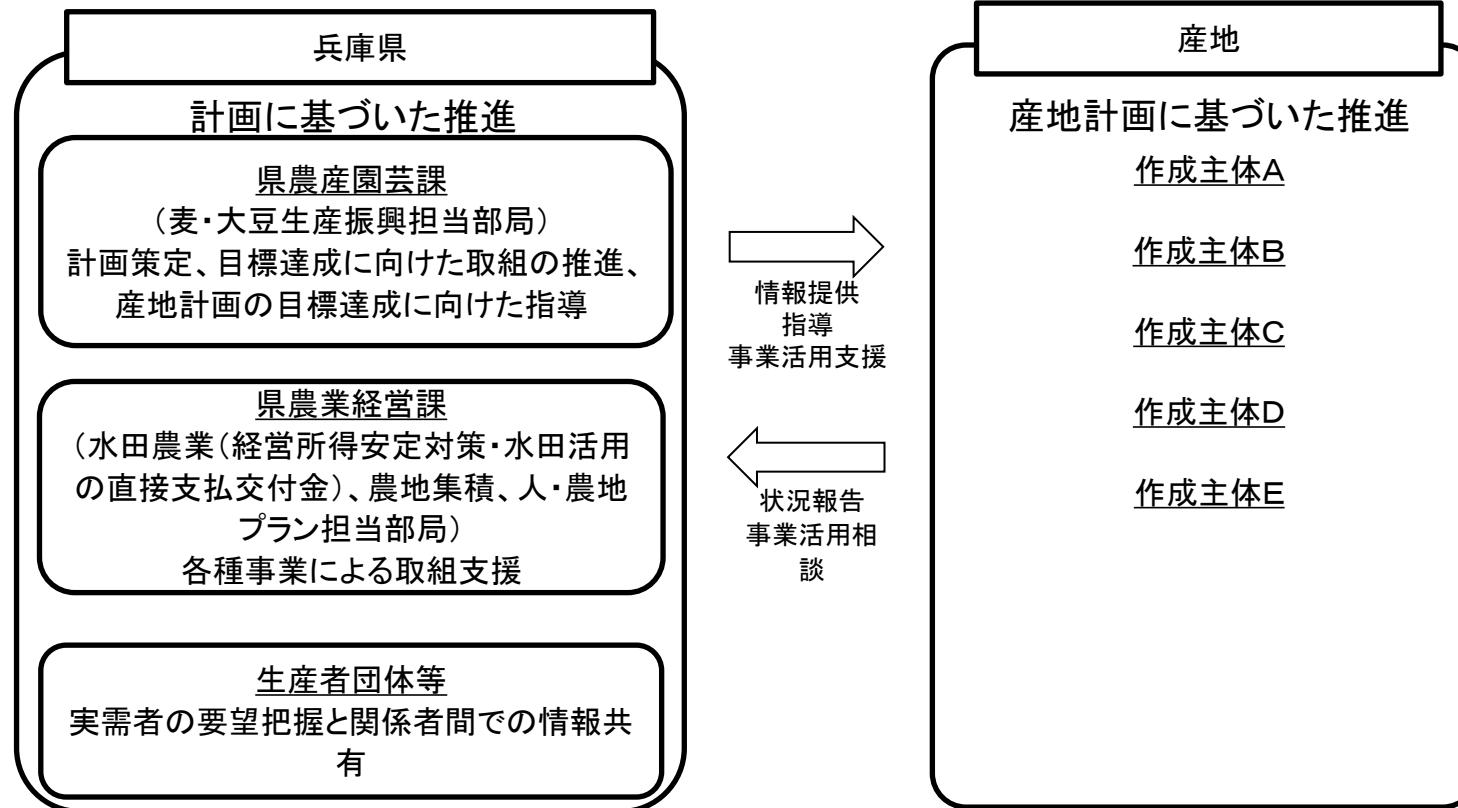 兵庫県
計画に基づいた推進
県農産園芸課
（麦・大豆生産振興担当部局）
計画策定、目標達成に向けた取組の推進、
産地計画の目標達成に向けた指導
県農業経営課
（水田農業（経営所得安定対策・水田活用
の直接支払交付金）、農地集積、人・農地
プラン担当部局）
各種事業による取組支援
生産者団体等
実需者の要望把握と関係者間での情報共
有
情報提供
指導
事業活用支援
状況報告
事業活用相
談
産地
産地計画に基づいた推進
作成主体Ａ
作成主体Ｂ
作成主体Ｃ
作成主体Ｄ
作成主体Ｅ